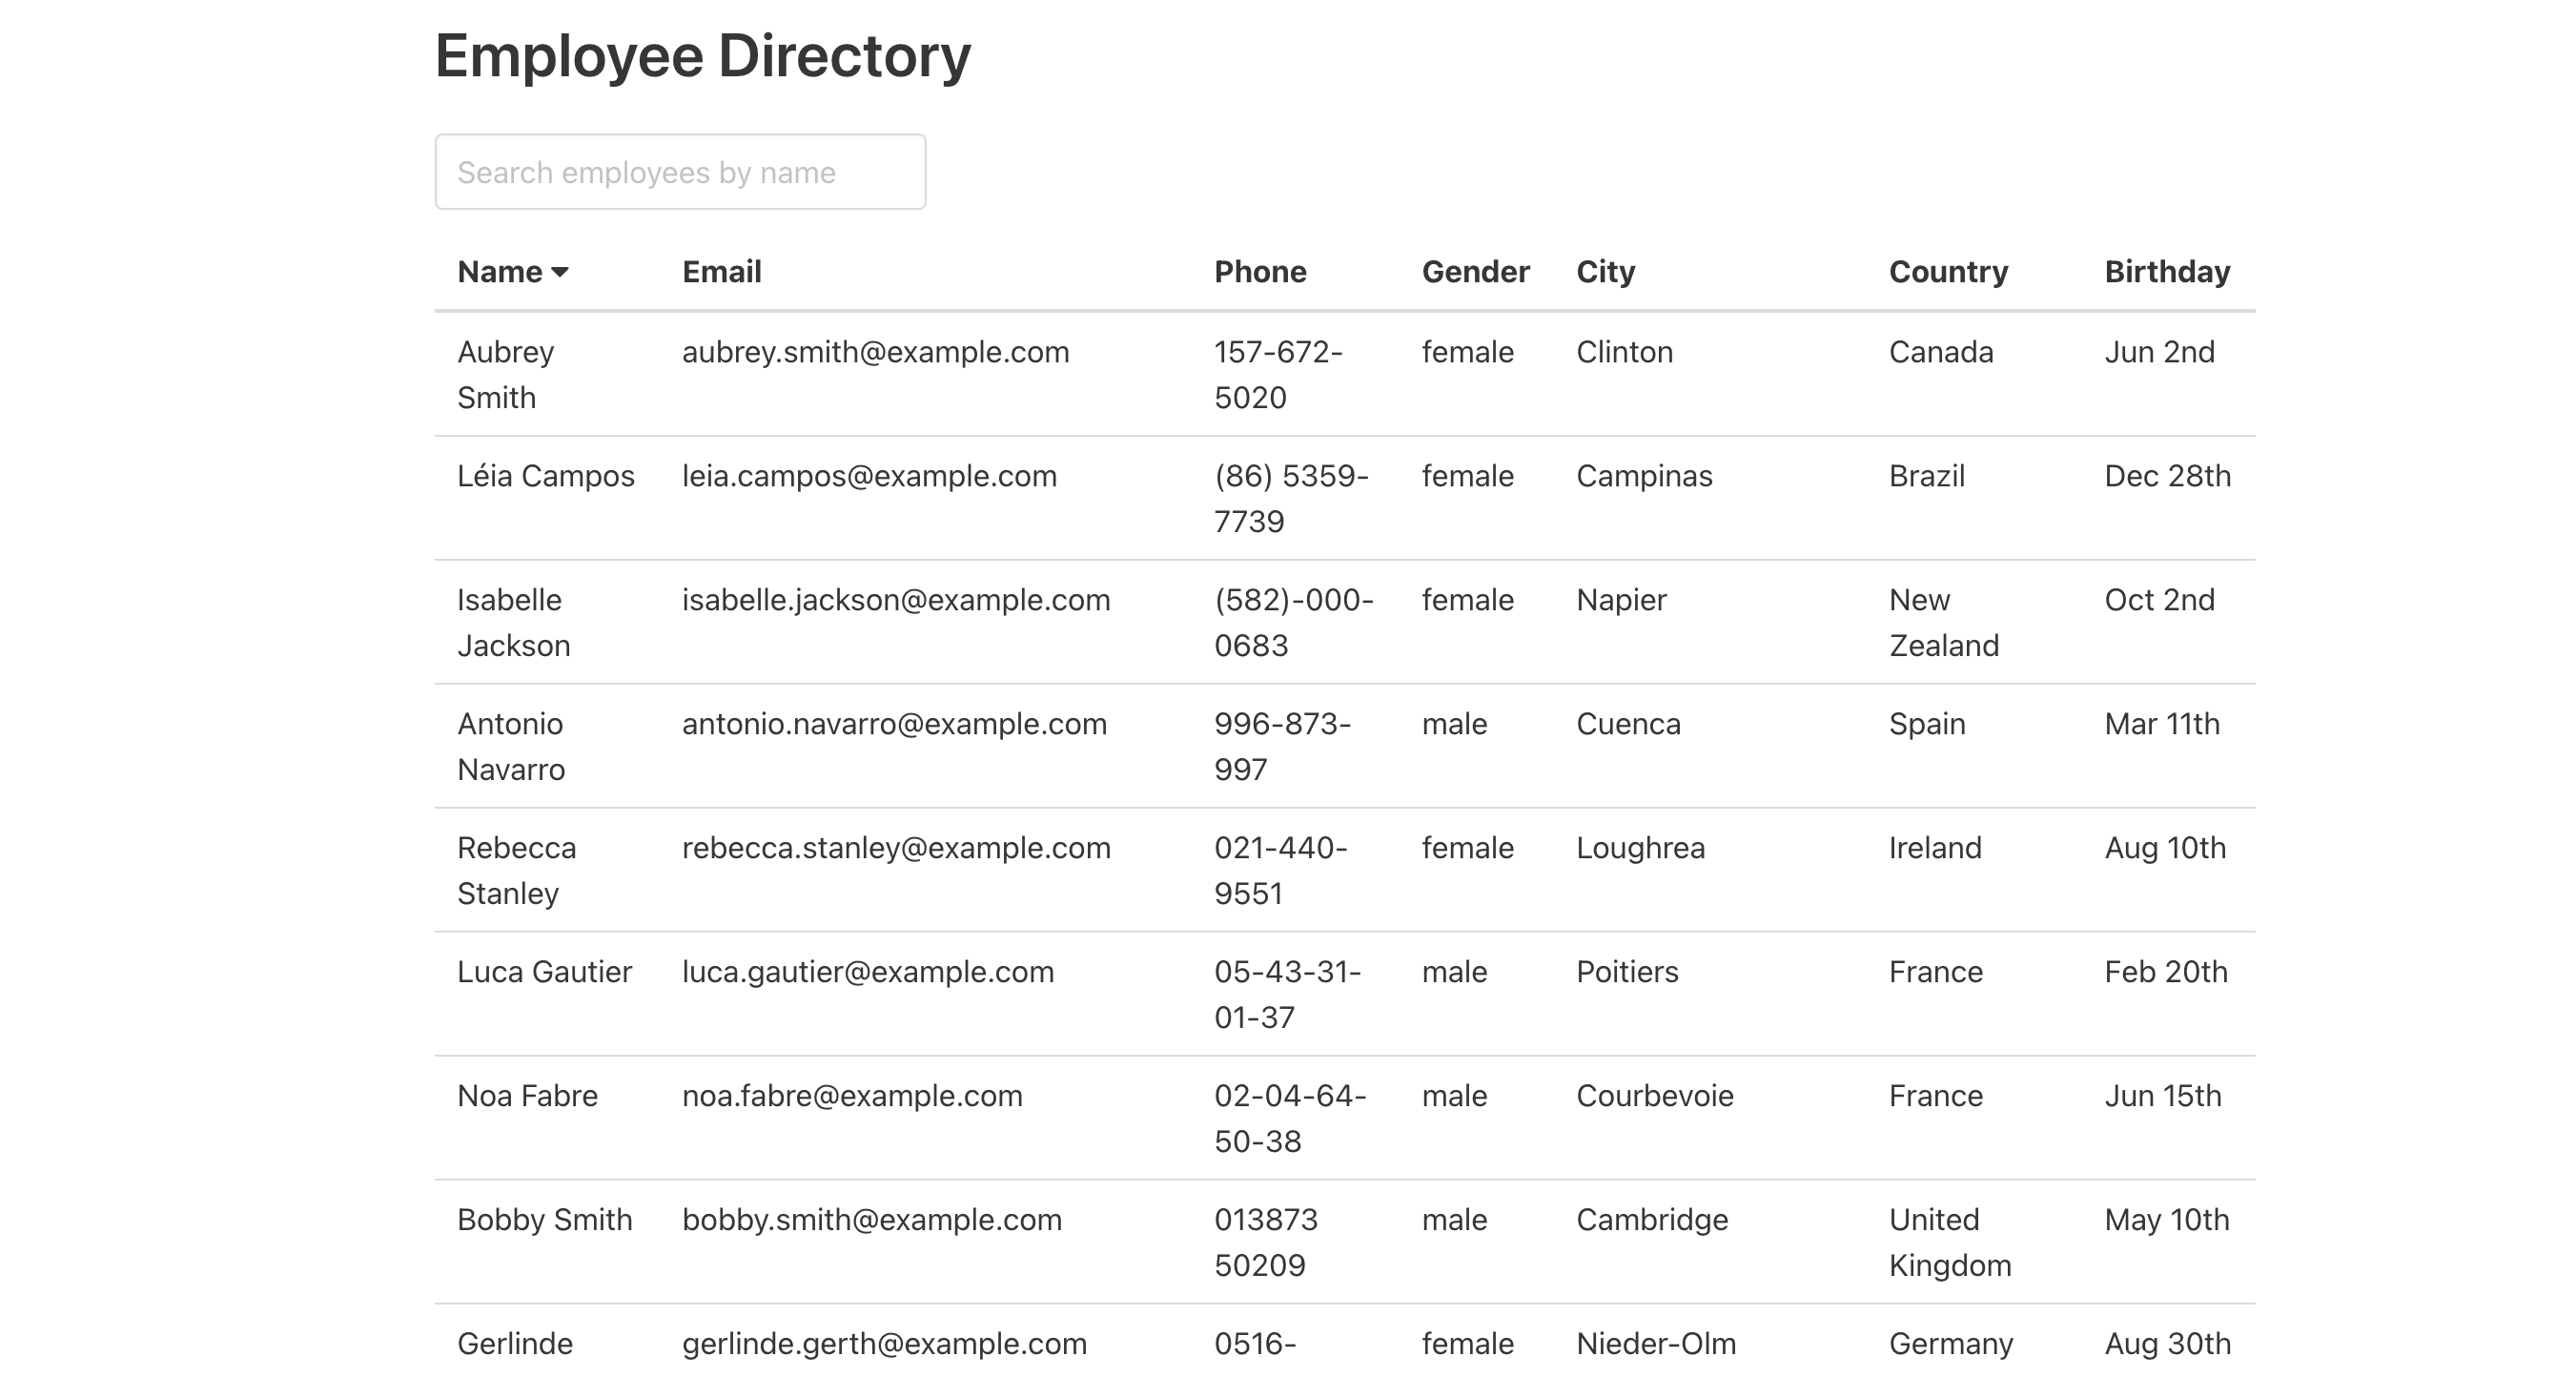 Employee Directory
Search employees by name
Name Email Phone Gender City Country Birthday
Aubrey aubrey.smith@example.com 157-672- female Clinton Canada Jun 2nd
Smith 5020
Léia Campos leia.campos@example.com (86) 5359- female Campinas Brazil Dec 28th
7739
Isabelle isabelle.jackson@example.com (582)-000- female Napier New Oct 2nd
Jackson 0683 Zealand
Antonio antonio.navarro@example.com 996-873- male Cuenca Spain Mar 11th
Navarro 997
Rebecca rebecca.stanley@example.com 021-440- female Loughrea Ireland Aug 10th
Stanley 9551
Luca Gautier luca.gautier@example.com 05-43-31- male Poitiers France Feb 20th
01-37
Noa Fabre noa.fabre@example.com 02-04-64- male Courbevoie France Jun 15th
50-38
Bobby Smith bobby.smith@example.com 013873 male Cambridge United May 10th
50209 Kingdom
Gerlinde gerlinde.gerth@example.com 0516- female Nieder-Olm Germany Aug 30th